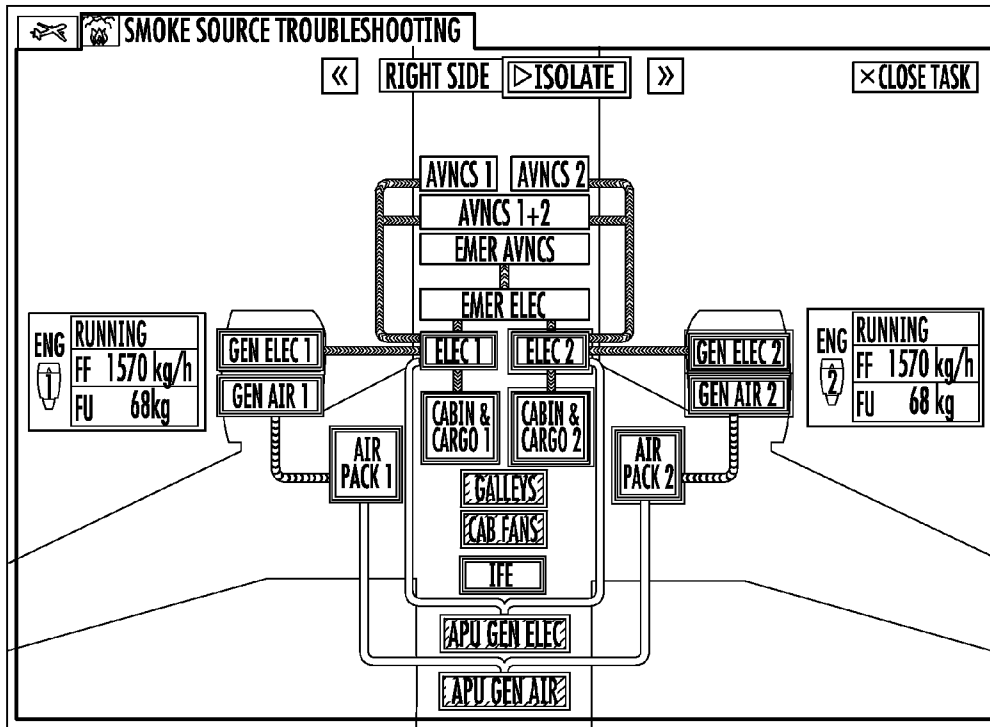 SMOKE SOURCE TROUBLESHOOTING
« RIGHT SIDE ▷ISOLATE » ×CLOSE TASK
AVNCS 1 AVNCS 2
AVNCS 1+2
EMER AVNCS
EMER ELEC
ENG 1
RUNNING
FF 1570 kg/h
FU 68kg
GEN ELEC 1
GEN AIR 1
ELEC 1 ELEC 2
GEN ELEC 2
GEN AIR 2
ENG 2
RUNNING
FF 1570 kg/h
FU 68 kg
CABIN &
CARGO 1
CABIN &
CARGO 2
AIR
PACK 1
AIR
PACK 2
GALLEYS
CAB FANS
IFE
APU GEN ELEC
APU GEN AIR